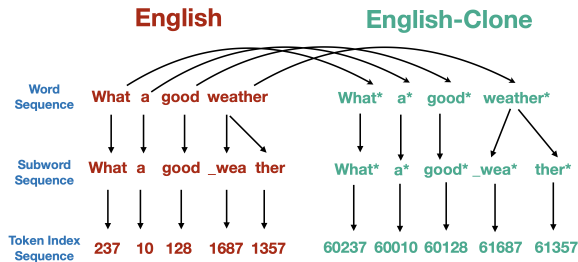 English English-Clone
Word
Sequence
What a good weather What* a* good* weather*
Subword
Sequence
What a good _wea ther What* a* good* _wea* ther*
Token Index
Sequence
237 10 128 1687 1357 60237 60010 60128 61687 61357